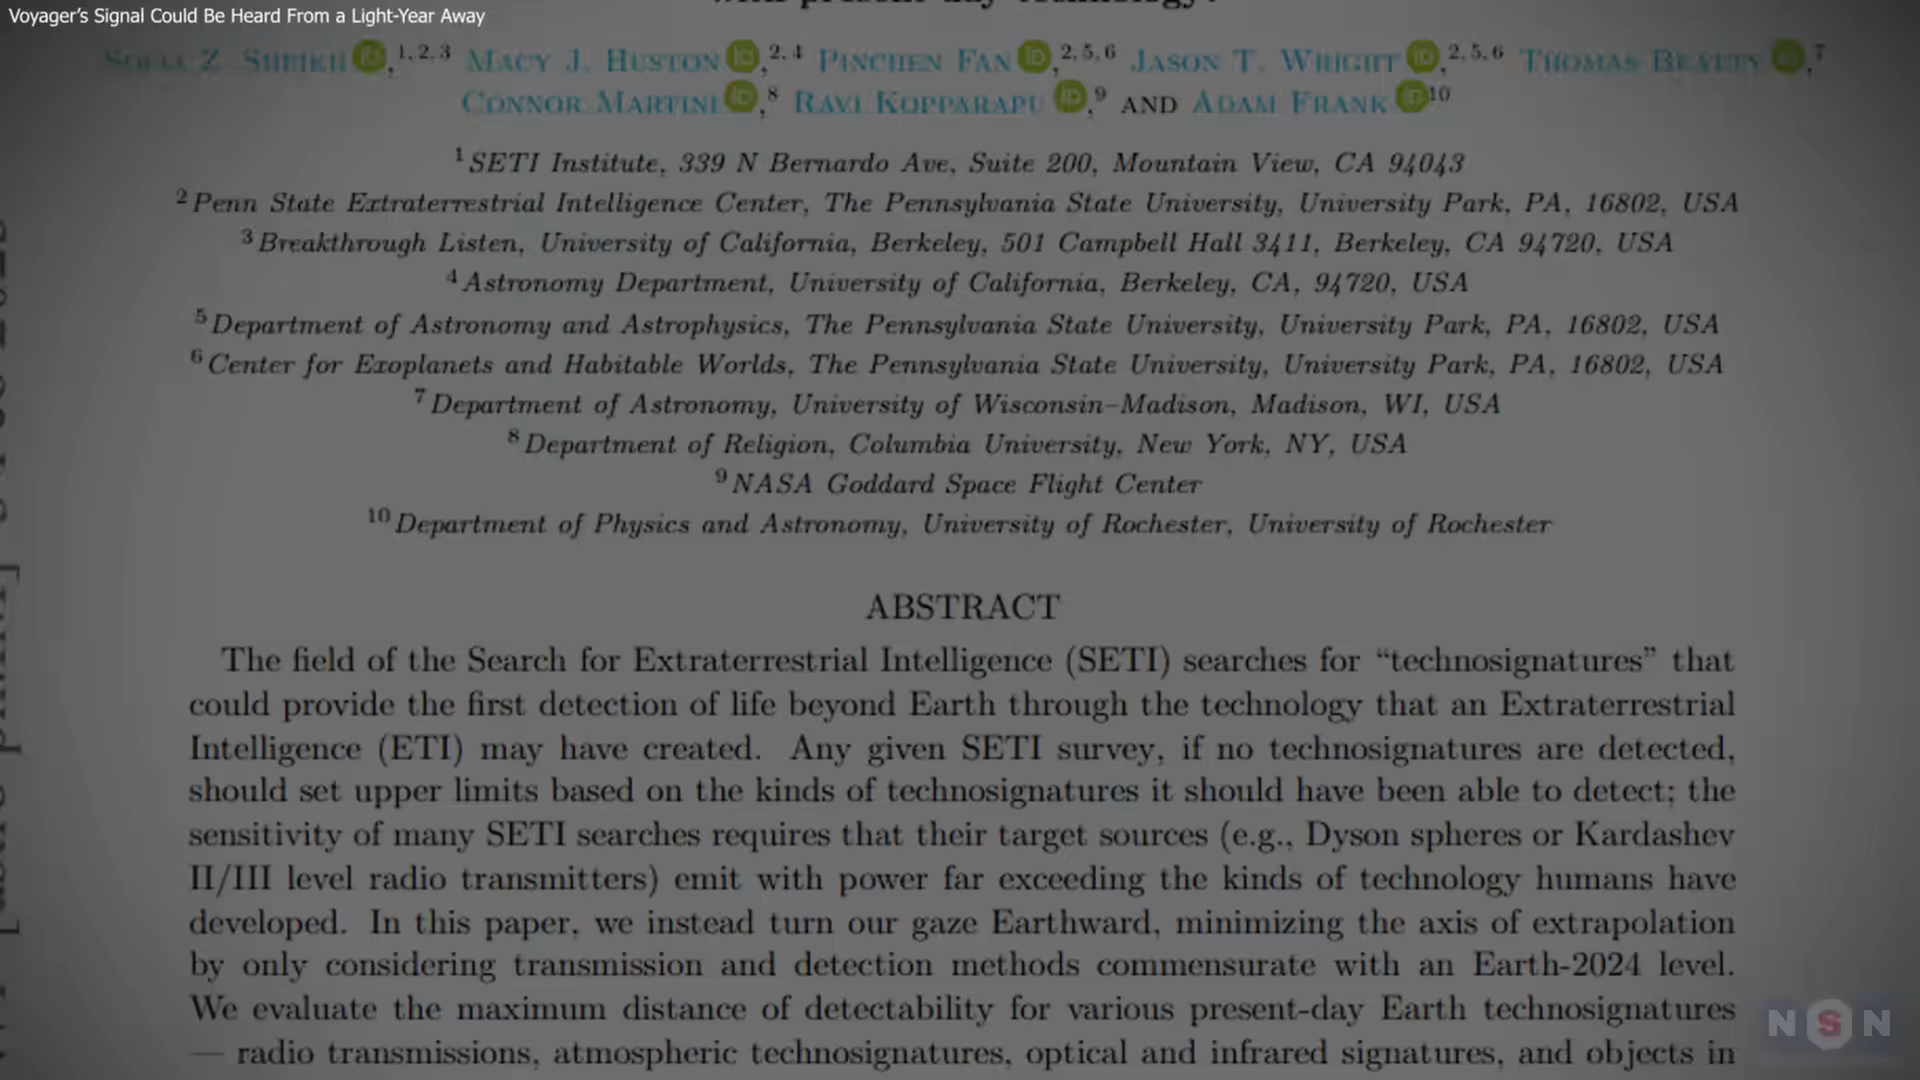 Voyager's Signal Could Be Heard From a Light-Year Away
Sofia Z. Sheikh iD,1,2,3 Macy J. Huston iD,2,4 Pinchen Fan iD,2,5,6 Jason T. Wright iD,2,5,6 Thomas Beatty iD,7
Connor Martini iD,8 Ravi Kopparapu iD,9 and Adam Frank iD10
1 SETI Institute, 339 N Bernardo Ave, Suite 200, Mountain View, CA 94043
2 Penn State Extraterrestrial Intelligence Center, The Pennsylvania State University, University Park, PA, 16802, USA
3 Breakthrough Listen, University of California, Berkeley, 501 Campbell Hall 3411, Berkeley, CA 94720, USA
4 Astronomy Department, University of California, Berkeley, CA, 94720, USA
5 Department of Astronomy and Astrophysics, The Pennsylvania State University, University Park, PA, 16802, USA
6 Center for Exoplanets and Habitable Worlds, The Pennsylvania State University, University Park, PA, 16802, USA
7 Department of Astronomy, University of Wisconsin–Madison, Madison, WI, USA
8 Department of Religion, Columbia University, New York, NY, USA
9 NASA Goddard Space Flight Center
10 Department of Physics and Astronomy, University of Rochester, University of Rochester
ABSTRACT
The field of the Search for Extraterrestrial Intelligence (SETI) searches for “technosignatures” that
could provide the first detection of life beyond Earth through the technology that an Extraterrestrial
Intelligence (ETI) may have created. Any given SETI survey, if no technosignatures are detected,
should set upper limits based on the kinds of technosignatures it should have been able to detect; the
sensitivity of many SETI searches requires that their target sources (e.g., Dyson spheres or Kardashev
II/III level radio transmitters) emit with power far exceeding the kinds of technology humans have
developed. In this paper, we instead turn our gaze Earthward, minimizing the axis of extrapolation
by only considering transmission and detection methods commensurate with an Earth-2024 level.
We evaluate the maximum distance of detectability for various present-day Earth technosignatures
— radio transmissions, atmospheric technosignatures, optical and infrared signatures, and objects in
NSN